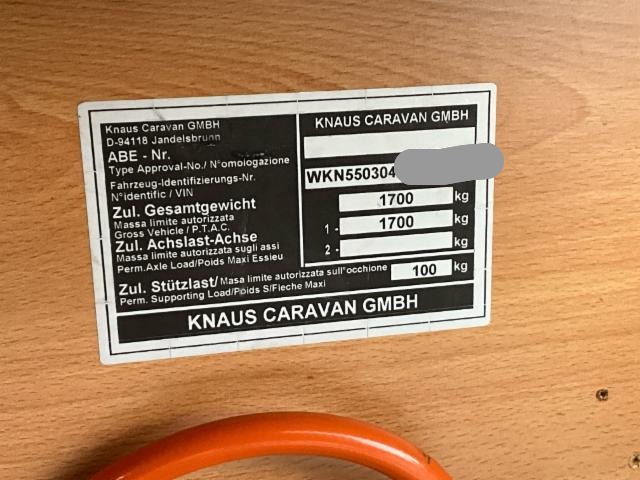 Knaus Caravan GMBH
D-94118 Jandelsbrunn
KNAUS CARAVAN GMBH
ABE - Nr.
Type Approval-No./ N°omologazione
Fahrzeug-Identifizierungs-Nr.
N°identific / VIN
WKN550304
Zul. Gesamtgewicht
Massa limite autorizzata
Gross Vehicle / P.T.A.C.
1700 kg
Zul. Achslast-Achse
Massa limite autorizzata sugli assi
Perm.Axle Load/Poids Maxi Essieu
1 - 1700 kg
2 - kg
Zul. Stützlast/ Masa limite autorizzata sull'occhione 100 kg
Perm. Supporting Load/Poids S/Fleche Maxi
KNAUS CARAVAN GMBH